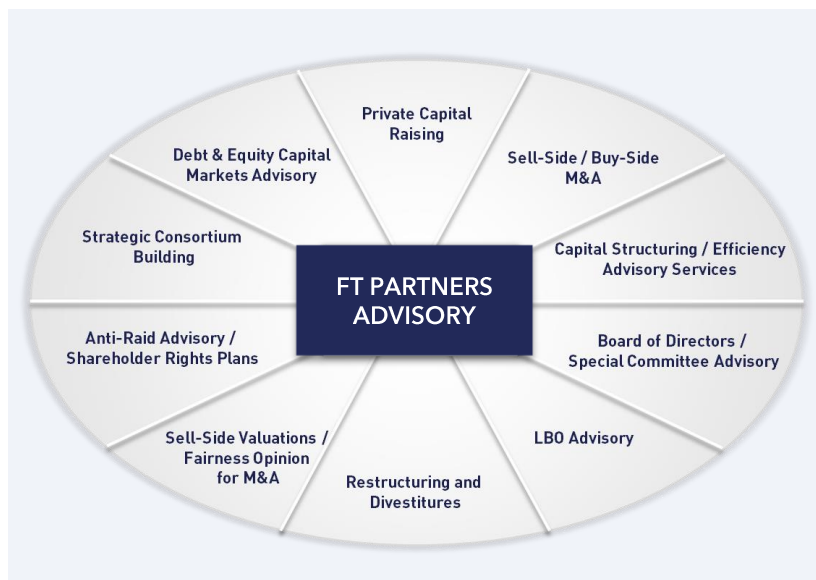 Private Capital
Raising
Debt & Equity Capital
Markets Advisory
Sell-Side / Buy-Side
M&A
Strategic Consortium
Building
Capital Structuring / Efficiency
Advisory Services
FT PARTNERS
ADVISORY
Anti-Raid Advisory /
Shareholder Rights Plans
Board of Directors /
Special Committee Advisory
Sell-Side Valuations /
Fairness Opinion
for M&A
LBO Advisory
Restructuring and
Divestitures